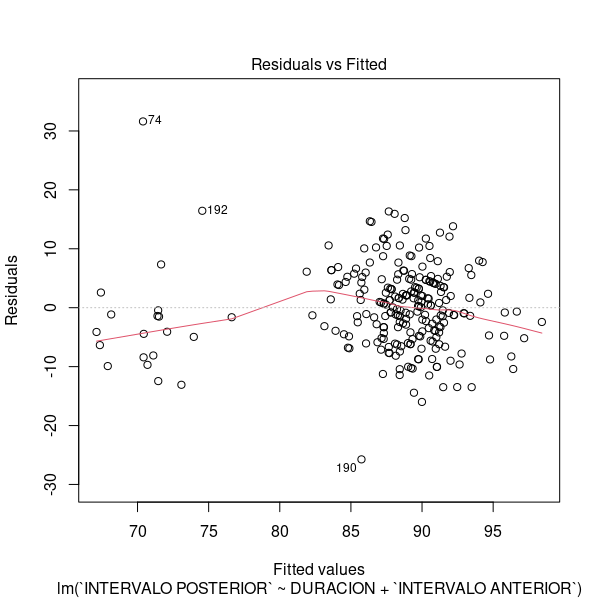 Residuals vs Fitted
Residuals
30
20
10
0
-10
-20
-30
74
192
190
70 75 80 85 90 95
Fitted values
lm(`INTERVALO POSTERIOR` ~ DURACION + `INTERVALO ANTERIOR`)